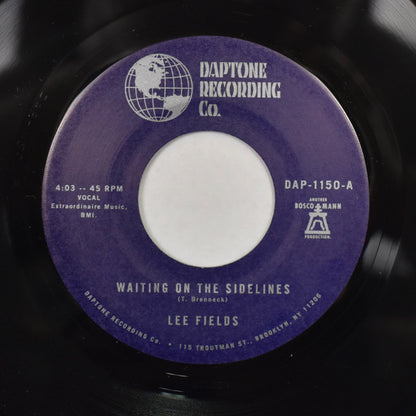 DAPTONE
RECORDING
Co.
4:03 -- 45 RPM
VOCAL
Extraordinaire Music,
BMI.
DAP-1150-A
ANOTHER
BOSCO MANN
PRODUCTION.
WAITING ON THE SIDELINES
(T. Brenneck)
LEE FIELDS
DAPTONE RECORDING Co. • 115 TROUTMAN ST., BROOKLYN, NY 11206